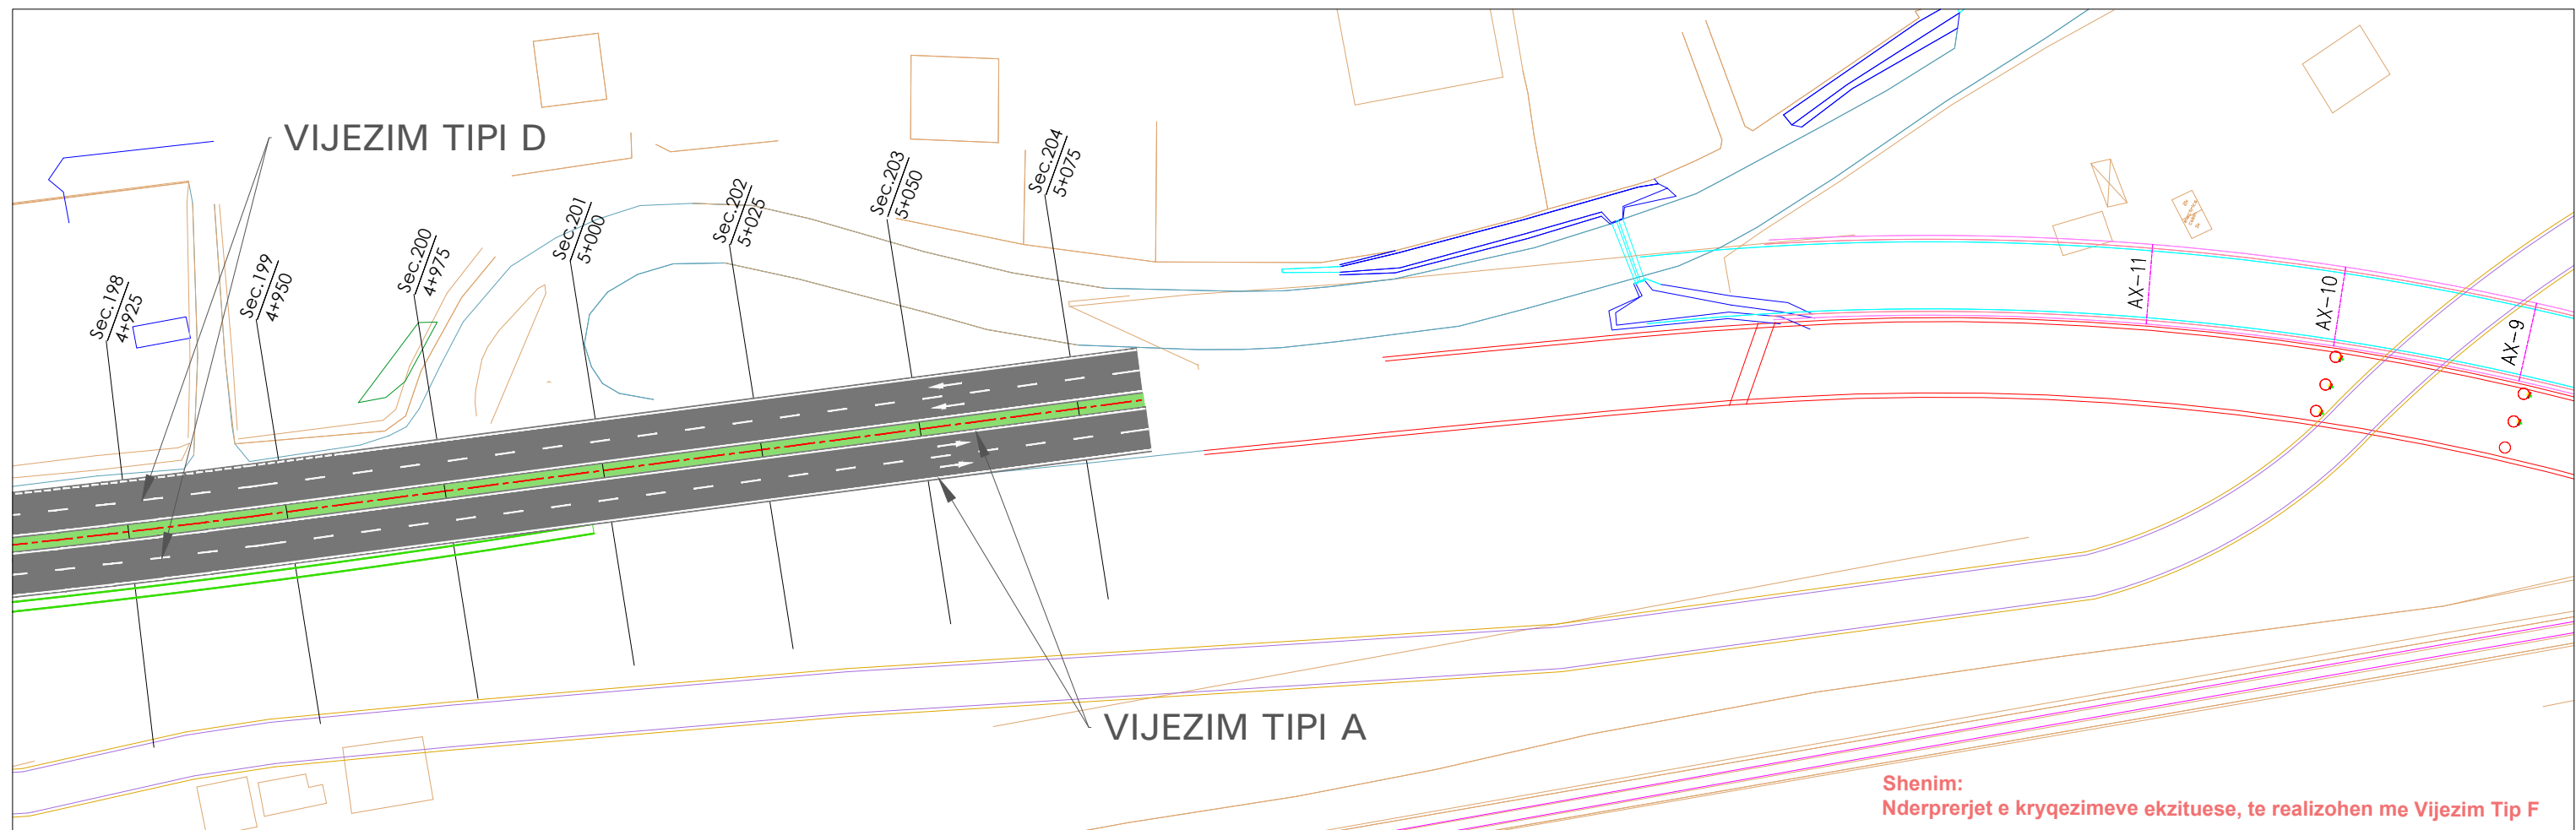 VIJEZIM TIPI D
Sec.198
4+925
Sec.199
4+950
Sec.200
4+975
Sec.201
5+000
Sec.202
5+025
Sec.203
5+050
Sec.204
5+075
AX-11
AX-10
AX-9
VIJEZIM TIPI A
Shenim:
Nderprerjet e kryqezimeve ekzituese, te realizohen me Vijezim Tip F